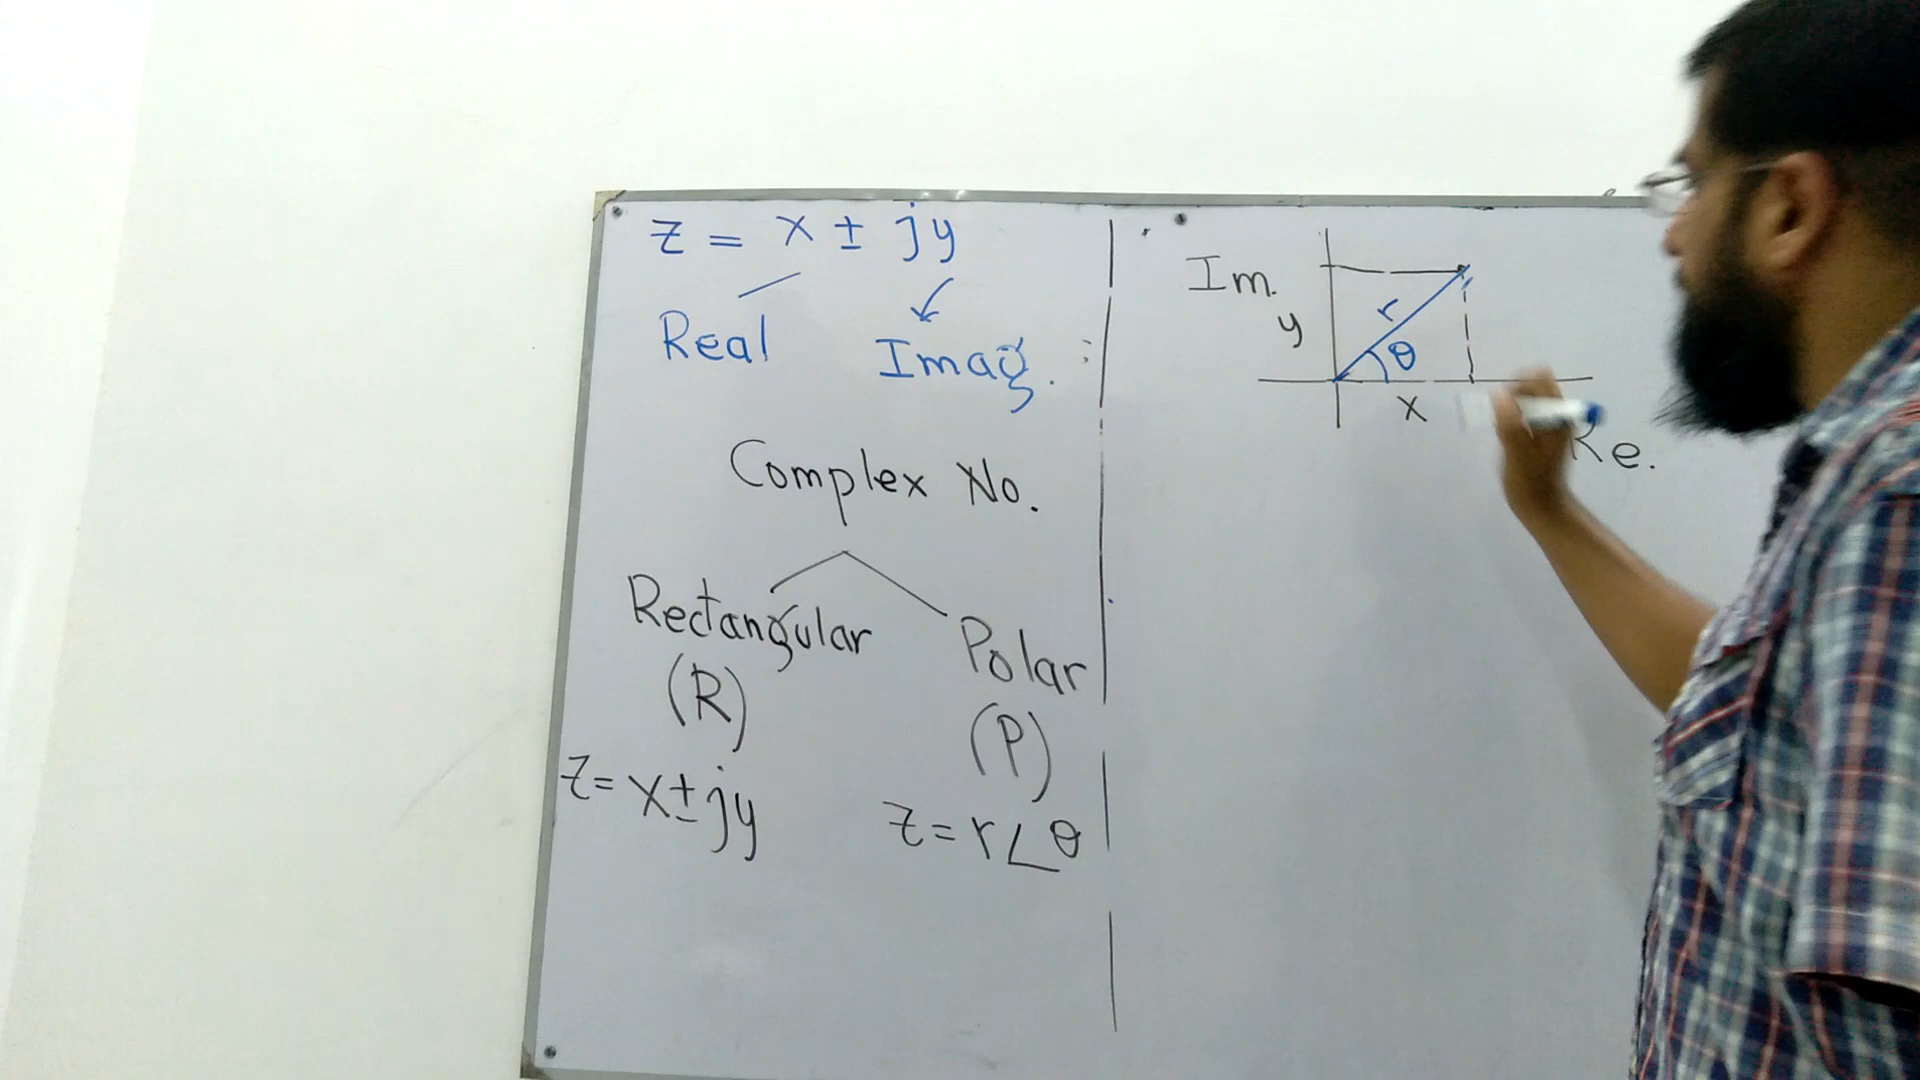 z = x ± jy
Real Imag.
Complex No.
Rectangular Polar
(R) (P)
z = x ± jy z = r∠θ
Im.
y r θ
x
Re.